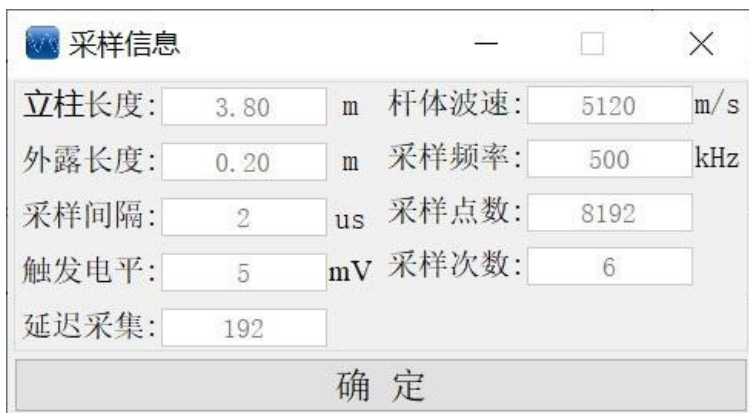 采样信息
立柱长度: 3.80 m 杆体波速: 5120 m/s
外露长度: 0.20 m 采样频率: 500 kHz
采样间隔: 2 us 采样点数: 8192
触发电平: 5 mV 采样次数: 6
延迟采集: 192
确 定